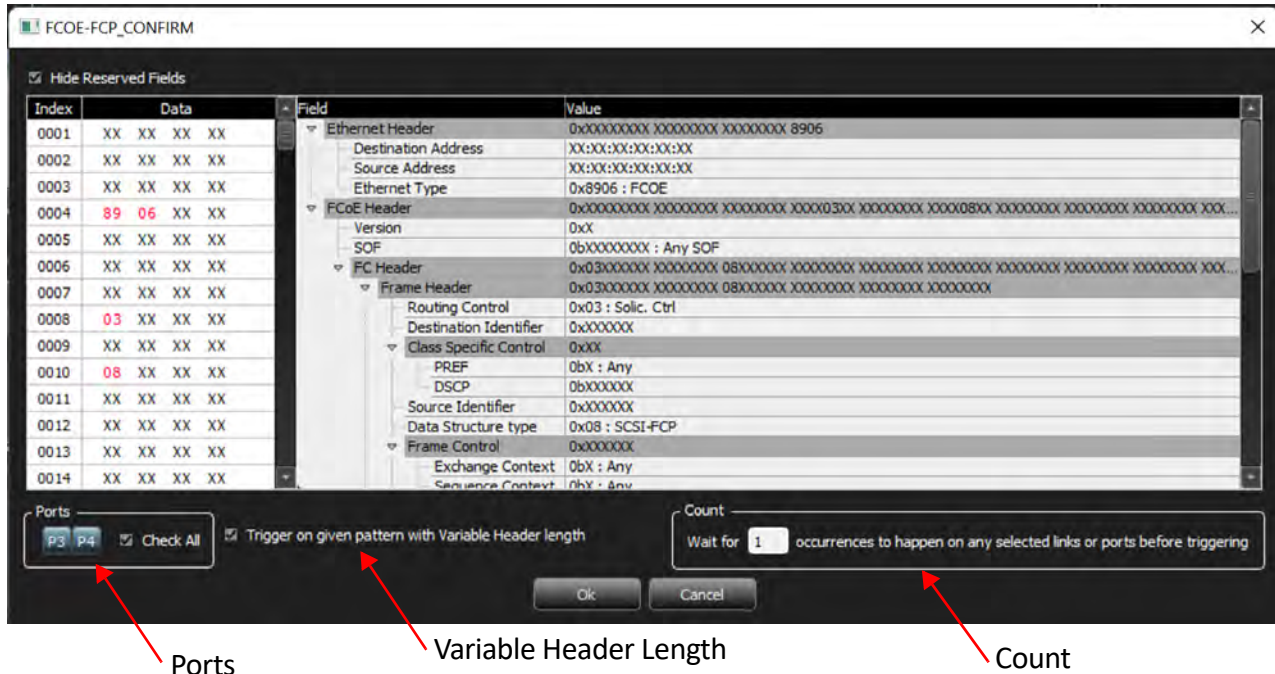 FCOE-FCP_CONFIRM
Hide Reserved Fields
Index Data Field Value
0001 XX XX XX XX Ethernet Header 0xXXXXXXXX XXXXXXXX XXXXXXXX 8906
Destination Address XX:XX:XX:XX:XX:XX
0002 XX XX XX XX Source Address XX:XX:XX:XX:XX:XX
0003 XX XX XX XX Ethernet Type 0x8906 : FCOE
0004 89 06 XX XX FCoE Header 0xXXXXXXXX XXXXXXXX XXXXXXXX XXXX03XX XXXXXXXX XXXX08XX XXXXXXXX XXXXXXXX XXXXXXXX XXX...
0005 XX XX XX XX Version 0xX
SOF 0bXXXXXXXX : Any SOF
0006 XX XX XX XX FC Header 0x03XXXXXX XXXXXXXX 08XXXXXX XXXXXXXX XXXXXXXX XXXXXXXX XXXXXXXX XXXXXXXX XXXXXXXX XXX...
0007 XX XX XX XX Frame Header 0x03XXXXXX XXXXXXXX 08XXXXXX XXXXXXXX XXXXXXXX XXXXXXXX
Routing Control 0x03 : Solic. Ctrl
0008 03 XX XX XX Destination Identifier 0xXXXXXX
0009 XX XX XX XX Class Specific Control 0xXX
0010 08 XX XX XX PREF 0bX : Any
DSCP 0bXXXXXX
0011 XX XX XX XX Source Identifier 0xXXXXXX
0012 XX XX XX XX Data Structure type 0x08 : SCSI-FCP
0013 XX XX XX XX Frame Control 0xXXXXXX
Exchange Context 0bX : Any
0014 XX XX XX XX Sequence Context 0bX : Any
Ports
P3 P4 Check All
Trigger on given pattern with Variable Header length
Count
Wait for 1 occurrences to happen on any selected links or ports before triggering
Ok Cancel
Ports
Variable Header Length
Count